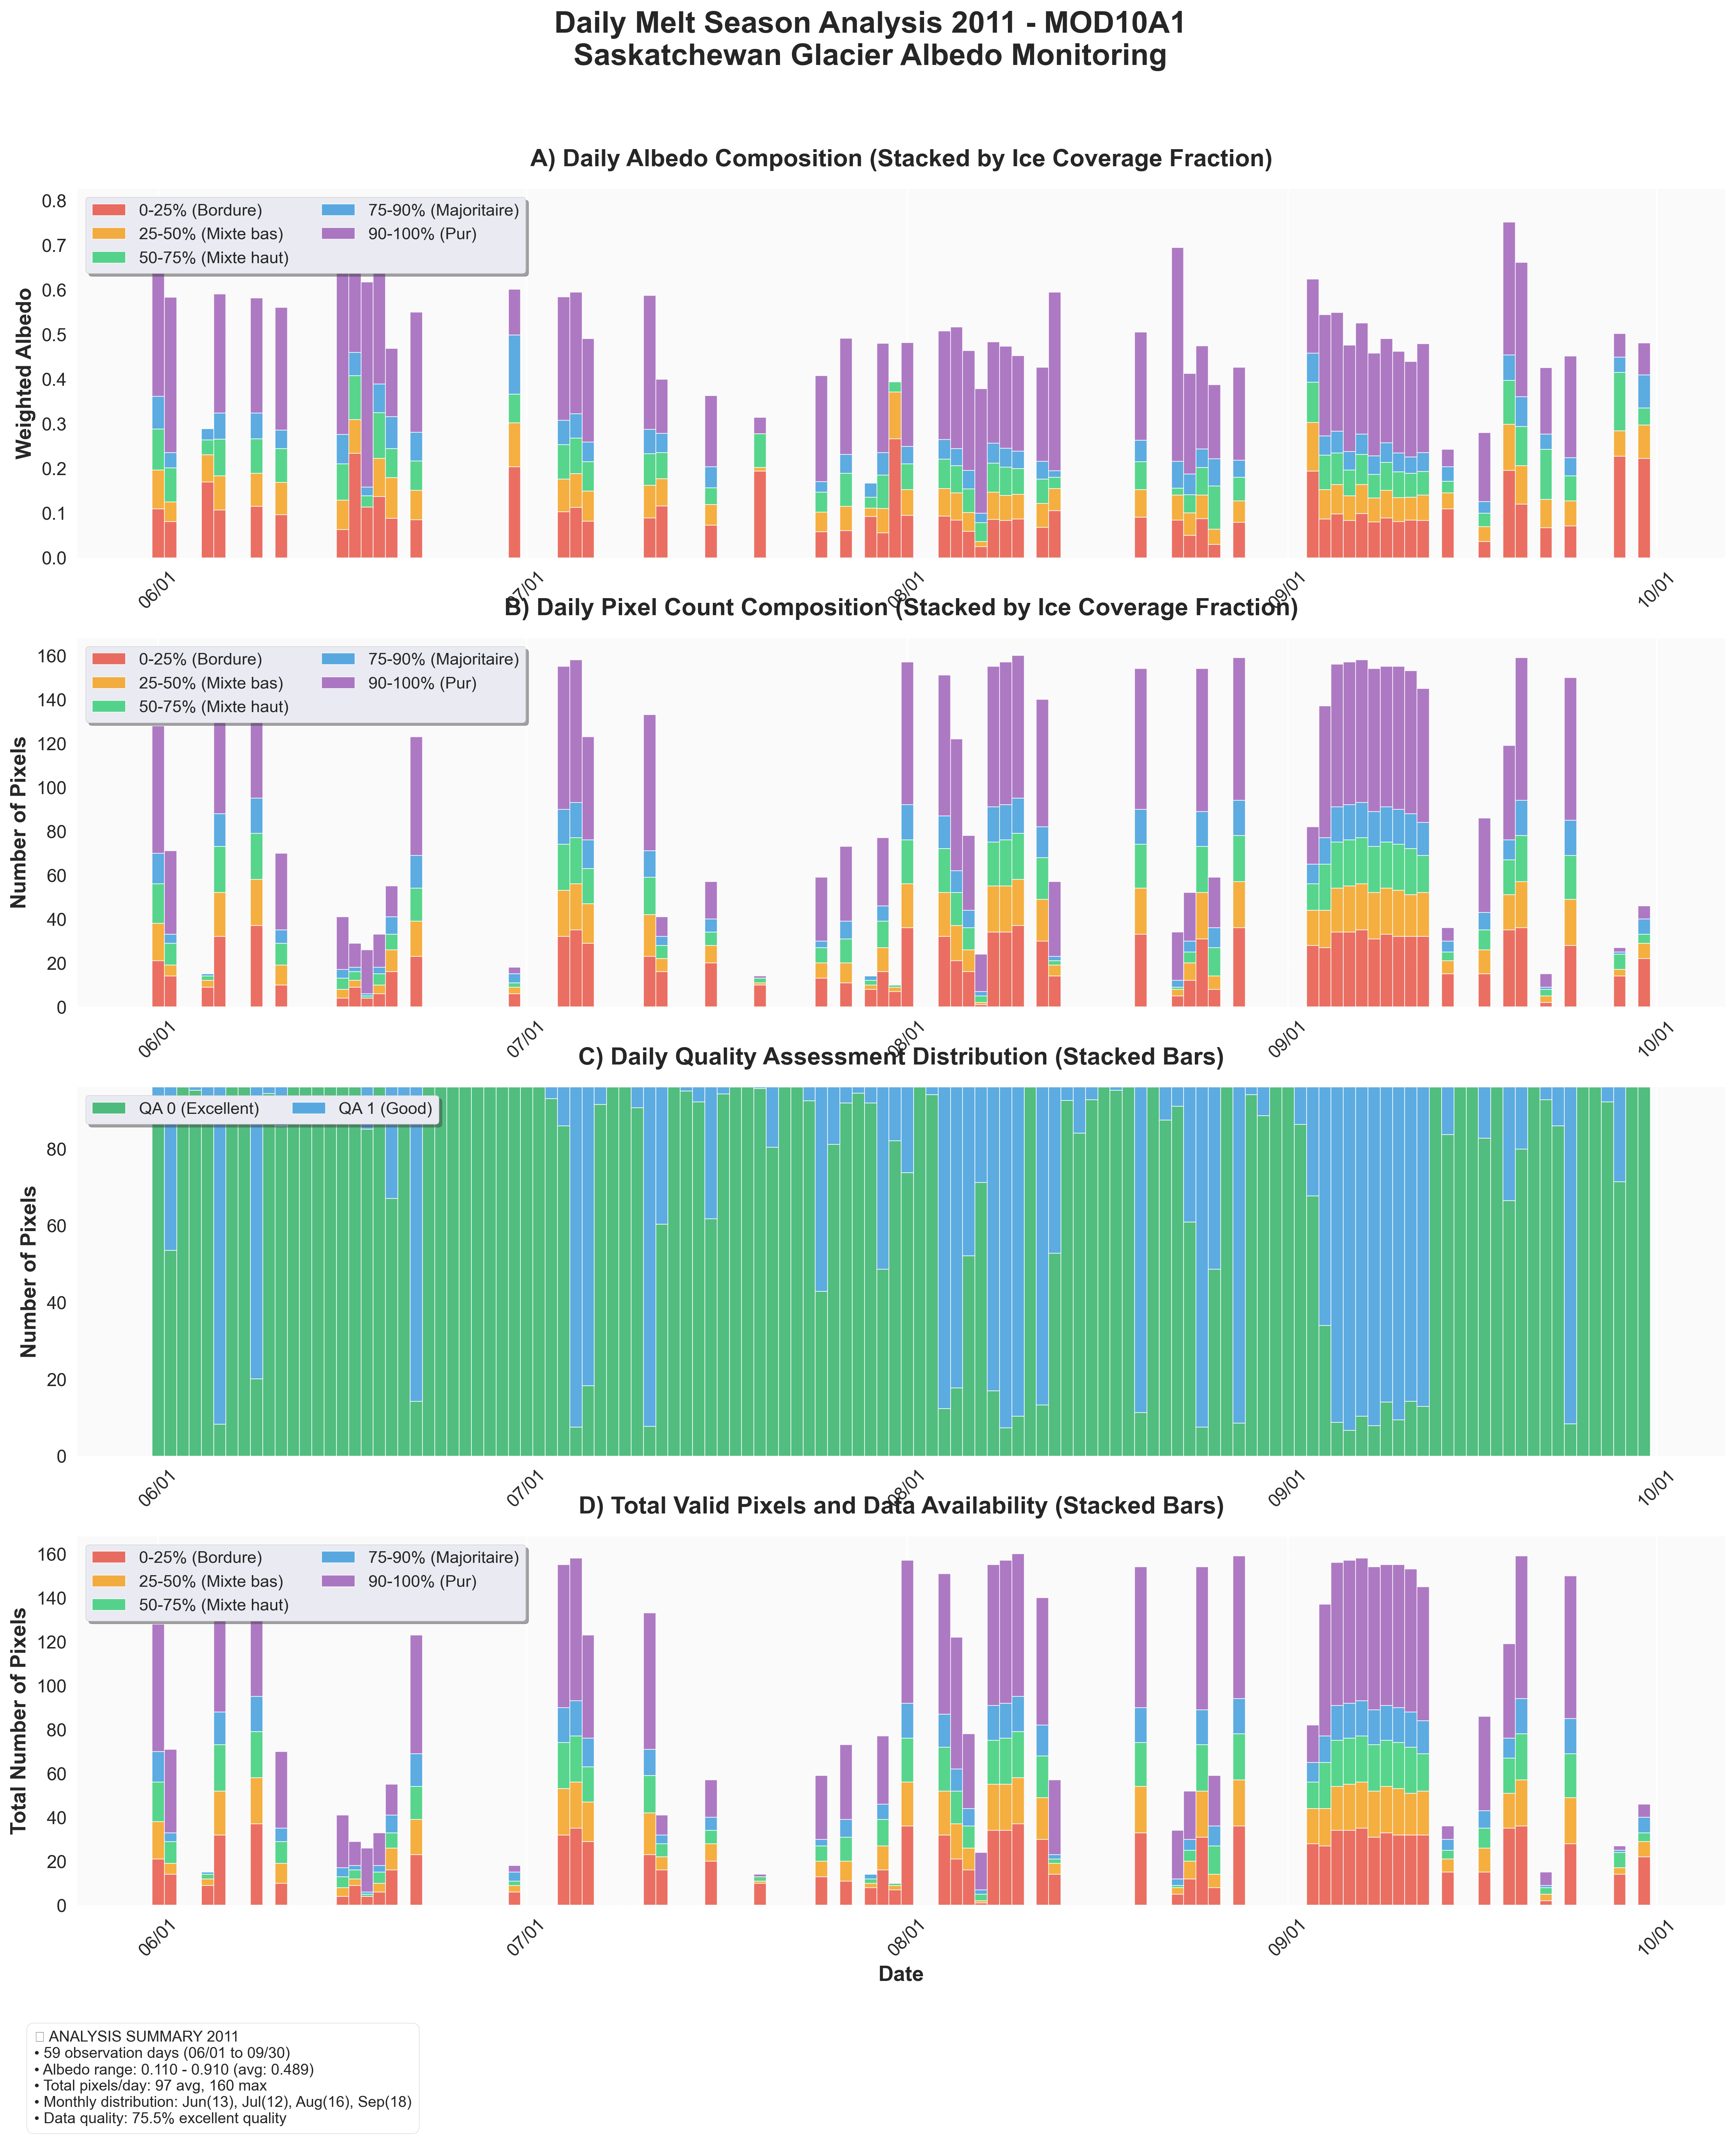 Daily Melt Season Analysis 2011 - MOD10A1
Saskatchewan Glacier Albedo Monitoring
A) Daily Albedo Composition (Stacked by Ice Coverage Fraction)
Weighted Albedo
0.8
0.7
0.6
0.5
0.4
0.3
0.2
0.1
0.0
0-25% (Bordure)
25-50% (Mixte bas)
50-75% (Mixte haut)
75-90% (Majoritaire)
90-100% (Pur)
06/01
07/01
08/01
09/01
10/01
B) Daily Pixel Count Composition (Stacked by Ice Coverage Fraction)
Number of Pixels
160
140
120
100
80
60
40
20
0
0-25% (Bordure)
25-50% (Mixte bas)
50-75% (Mixte haut)
75-90% (Majoritaire)
90-100% (Pur)
06/01
07/01
08/01
09/01
10/01
C) Daily Quality Assessment Distribution (Stacked Bars)
Number of Pixels
80
60
40
20
0
QA 0 (Excellent)
QA 1 (Good)
06/01
07/01
08/01
09/01
10/01
D) Total Valid Pixels and Data Availability (Stacked Bars)
Total Number of Pixels
160
140
120
100
80
60
40
20
0
0-25% (Bordure)
25-50% (Mixte bas)
50-75% (Mixte haut)
75-90% (Majoritaire)
90-100% (Pur)
06/01
07/01
08/01
09/01
10/01
Date
ANALYSIS SUMMARY 2011
• 59 observation days (06/01 to 09/30)
• Albedo range: 0.110 - 0.910 (avg: 0.489)
• Total pixels/day: 97 avg, 160 max
• Monthly distribution: Jun(13), Jul(12), Aug(16), Sep(18)
• Data quality: 75.5% excellent quality